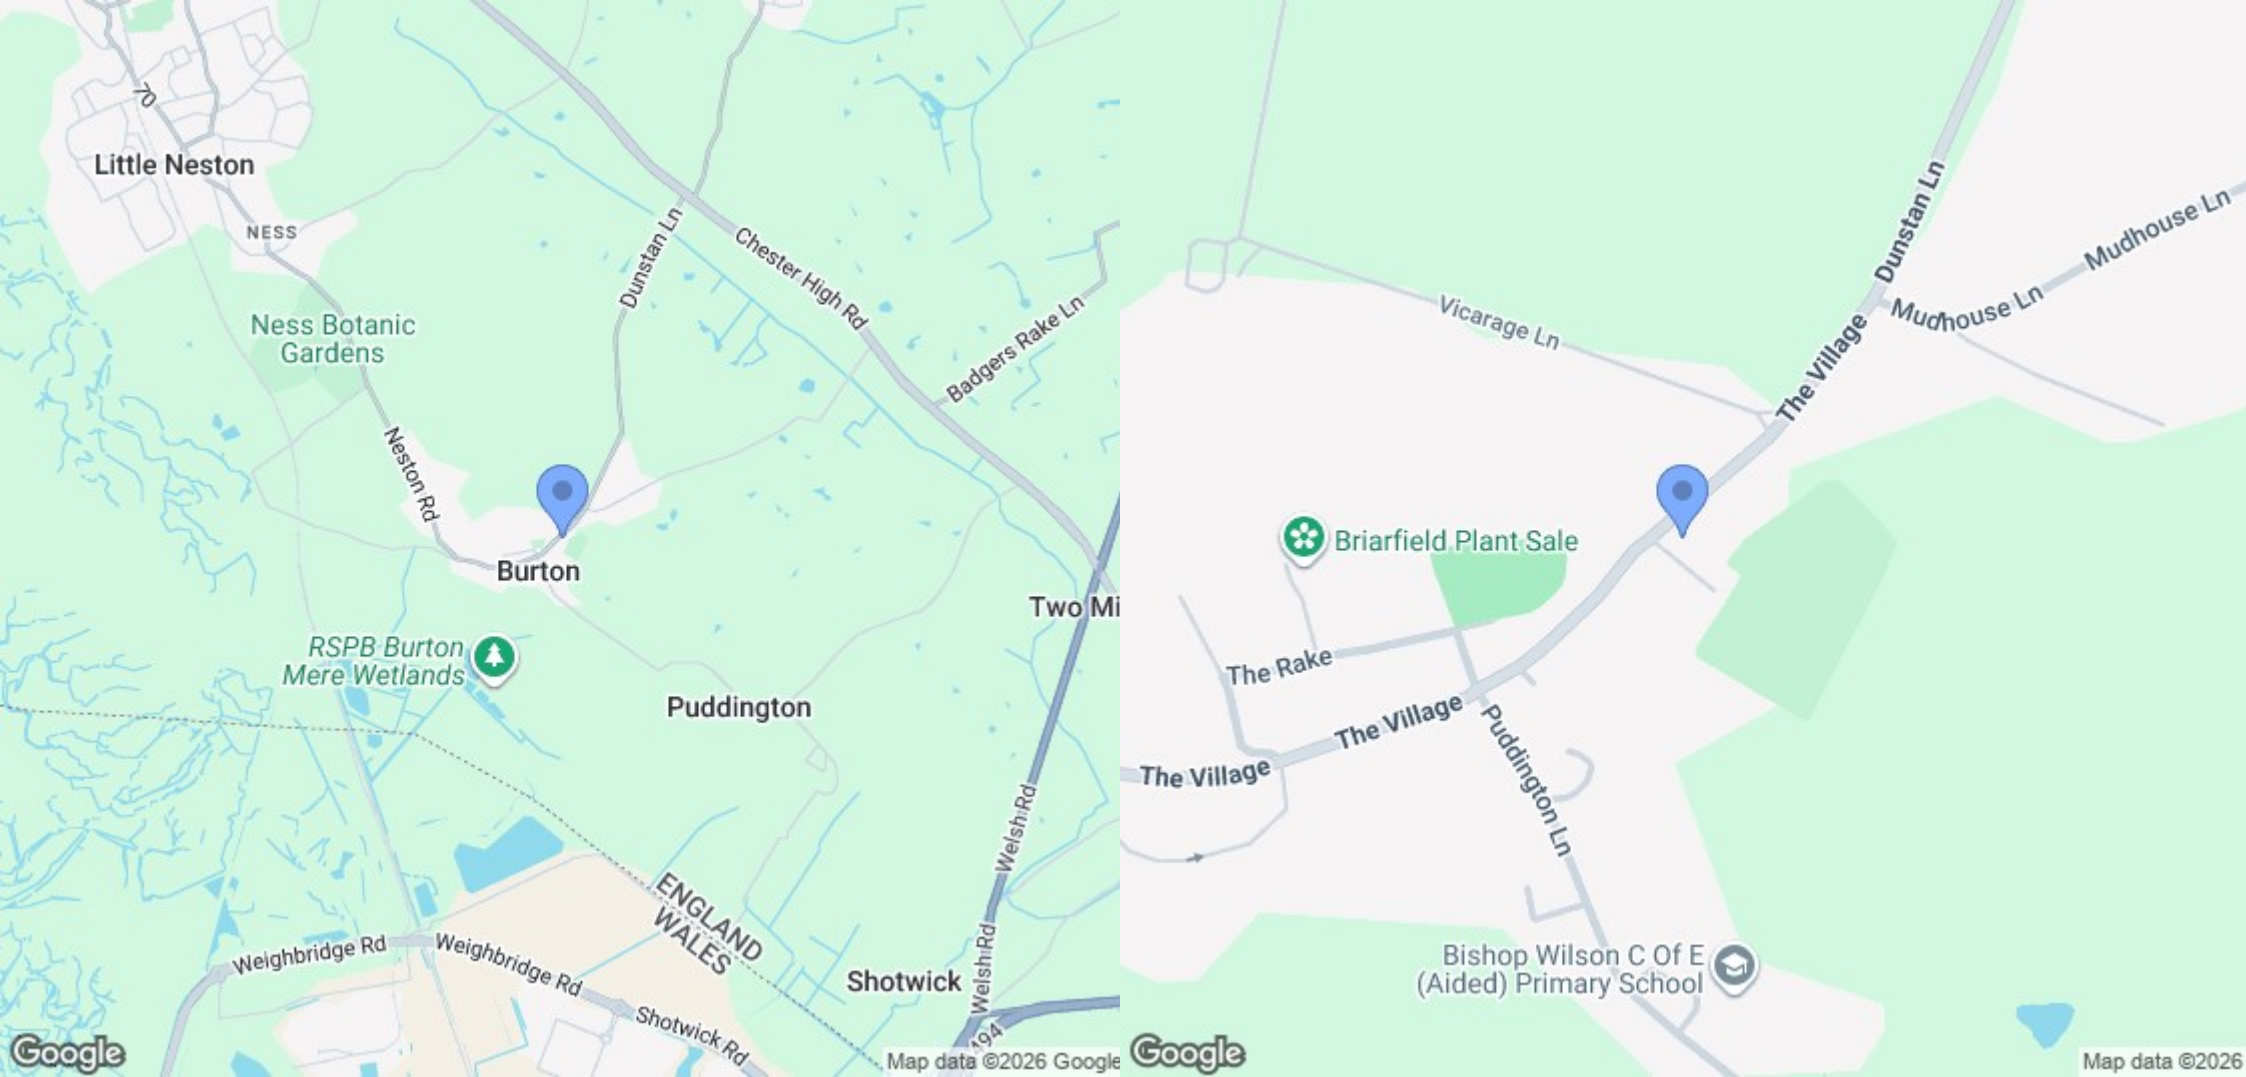 70
Little Neston
NESS
Dunstan Ln
Chester High Rd
Ness Botanic
Gardens
Badgers Rake Ln
Neston Rd
Burton
Two Mi
RSPB Burton
Mere Wetlands
Puddington
Welsh Rd
ENGLAND
WALES
Weighbridge Rd
Weighbridge Rd
Welsh Rd
Shotwick
Shotwick Rd
494
Google
Map data ©2026 Google
Dunstan Ln
Mudhouse Ln
Mudhouse Ln
Vicarage Ln
The Village
Briarfield Plant Sale
The Rake
The Village
The Village
Puddington Ln
Bishop Wilson C Of E
(Aided) Primary School
Google
Map data ©2026